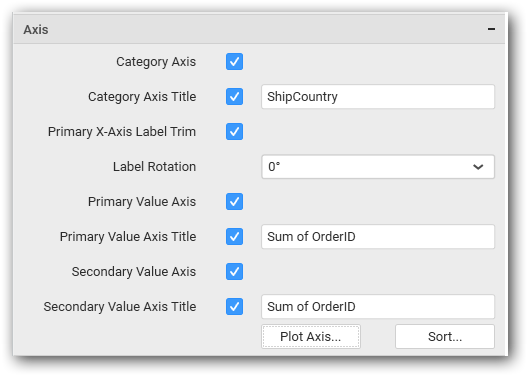 Axis
Category Axis
Category Axis Title ShipCountry
Primary X-Axis Label Trim
Label Rotation 0°
Primary Value Axis
Primary Value Axis Title Sum of OrderID
Secondary Value Axis
Secondary Value Axis Title Sum of OrderID
Plot Axis... Sort...